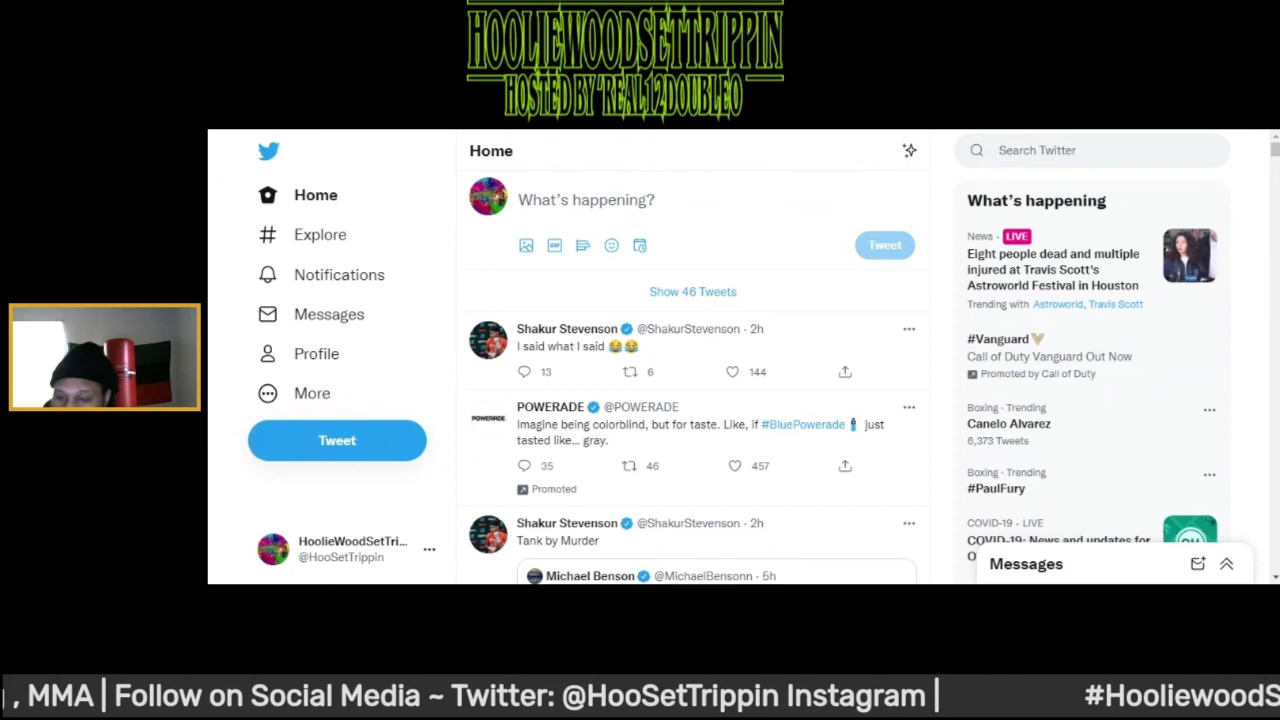 HOOLIEWOODSETTRIPPIN
HOSTED BY 'REAL12DOUBLEO
Home
Explore
Notifications
Messages
Profile
More
Tweet
HoolieWoodSetTri...
@HooSetTrippin
Home
What's happening?
GIF
Tweet
Show 46 Tweets
Shakur Stevenson @ShakurStevenson · 2h
I said what I said 😂😂
13 6 144
POWERADE
POWERADE @POWERADE
Imagine being colorblind, but for taste. Like, if #BluePowerade just
tasted like... gray.
35 46 457
Promoted
Shakur Stevenson @ShakurStevenson · 2h
Tank by Murder
Michael Benson @MichaelBensonn · 5h
Search Twitter
What's happening
News · LIVE
Eight people dead and multiple
injured at Travis Scott's
Astroworld Festival in Houston
Trending with Astroworld, Travis Scott
#Vanguard
Call of Duty Vanguard Out Now
Promoted by Call of Duty
Boxing · Trending
Canelo Alvarez
6,373 Tweets
Boxing · Trending
#PaulFury
COVID-19 · LIVE
COVID-19: News and updates for
Messages
, MMA | Follow on Social Media ~ Twitter: @HooSetTrippin Instagram | #HooliewoodS